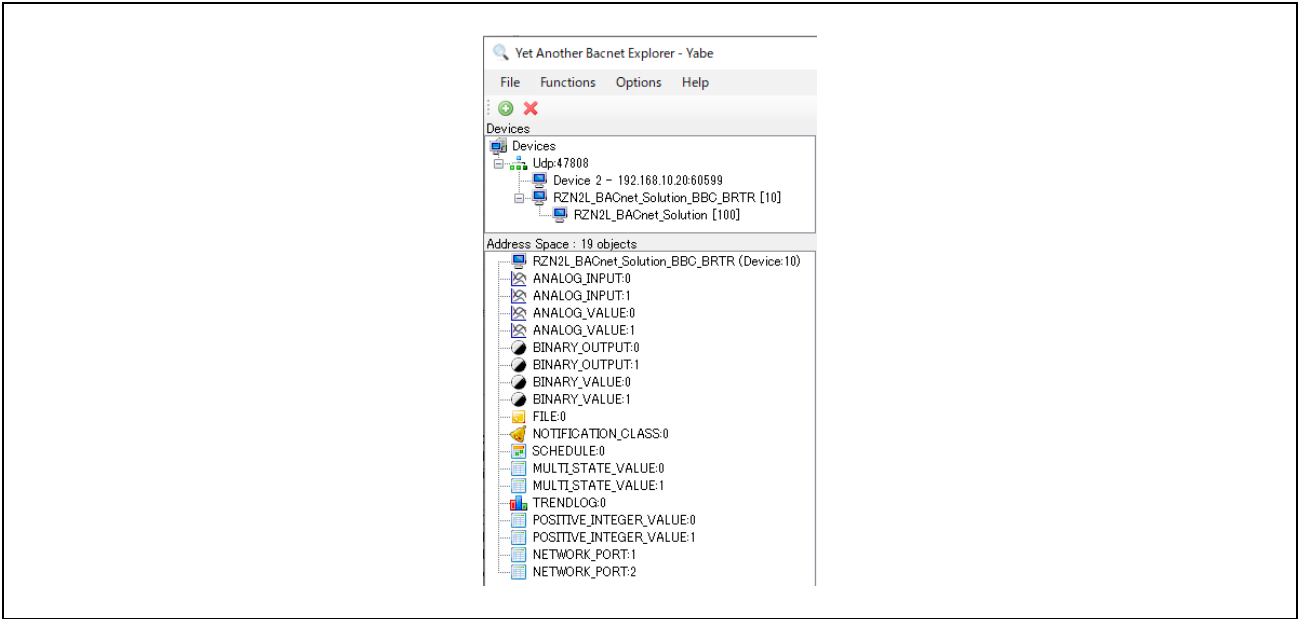 Yet Another Bacnet Explorer - Yabe
File Functions Options Help
Devices
Devices
Udp:47808
Device 2 - 192.168.10.20:60599
RZN2L_BACnet_Solution_BBC_BRTR [10]
RZN2L_BACnet_Solution [100]
Address Space : 19 objects
RZN2L_BACnet_Solution_BBC_BRTR (Device:10)
ANALOG_INPUT:0
ANALOG_INPUT:1
ANALOG_VALUE:0
ANALOG_VALUE:1
BINARY_OUTPUT:0
BINARY_OUTPUT:1
BINARY_VALUE:0
BINARY_VALUE:1
FILE:0
NOTIFICATION_CLASS:0
SCHEDULE:0
MULTI_STATE_VALUE:0
MULTI_STATE_VALUE:1
TRENDLOG:0
POSITIVE_INTEGER_VALUE:0
POSITIVE_INTEGER_VALUE:1
NETWORK_PORT:1
NETWORK_PORT:2